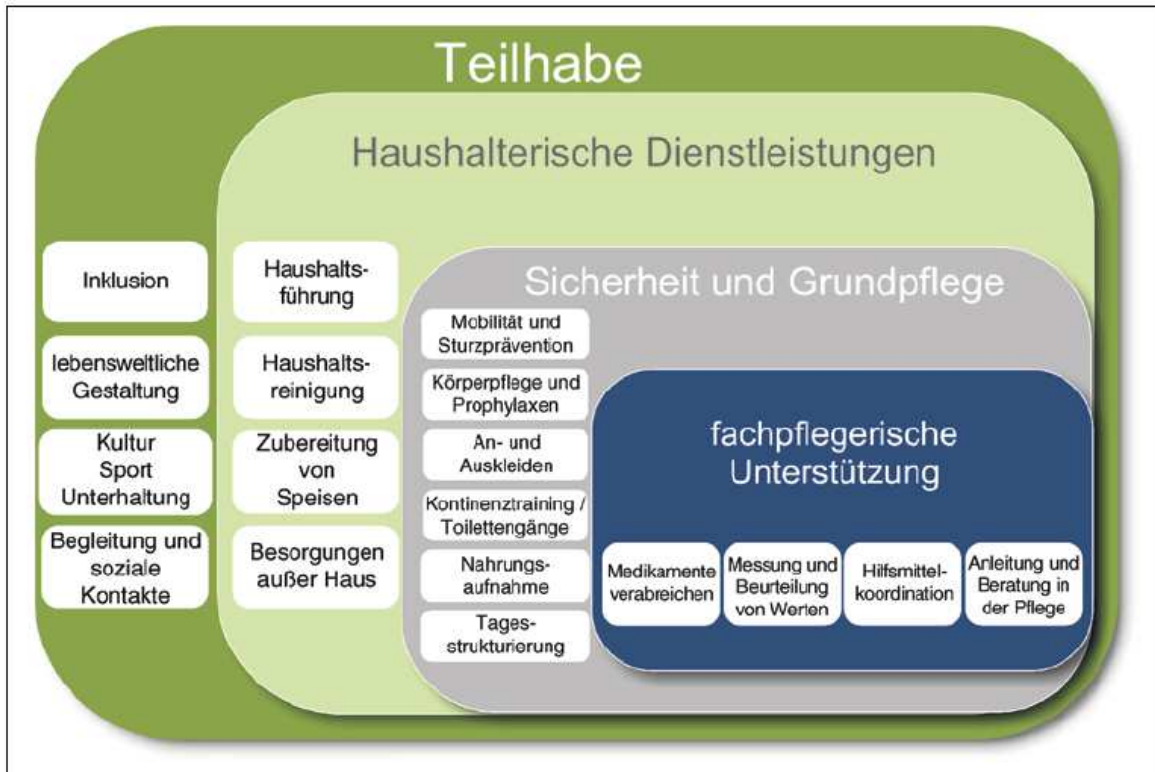 Teilhabe
Haushalterische Dienstleistungen
Inklusion
lebensweltliche
Gestaltung
Kultur
Sport
Unterhaltung
Begleitung und
soziale
Kontakte
Haushalts-
führung
Haushalts-
reinigung
Zubereitung
von
Speisen
Besorgungen
außer Haus
Sicherheit und Grundpflege
Mobilität und
Sturzprävention
Körperpflege und
Prophylaxen
An- und
Auskleiden
Kontinenztraining /
Toilettengänge
Nahrungs-
aufnahme
Tages-
strukturierung
fachpflegerische
Unterstützung
Medikamente
verabreichen
Messung und
Beurteilung
von Werten
Hilfsmittel-
koordination
Anleitung und
Beratung in
der Pflege